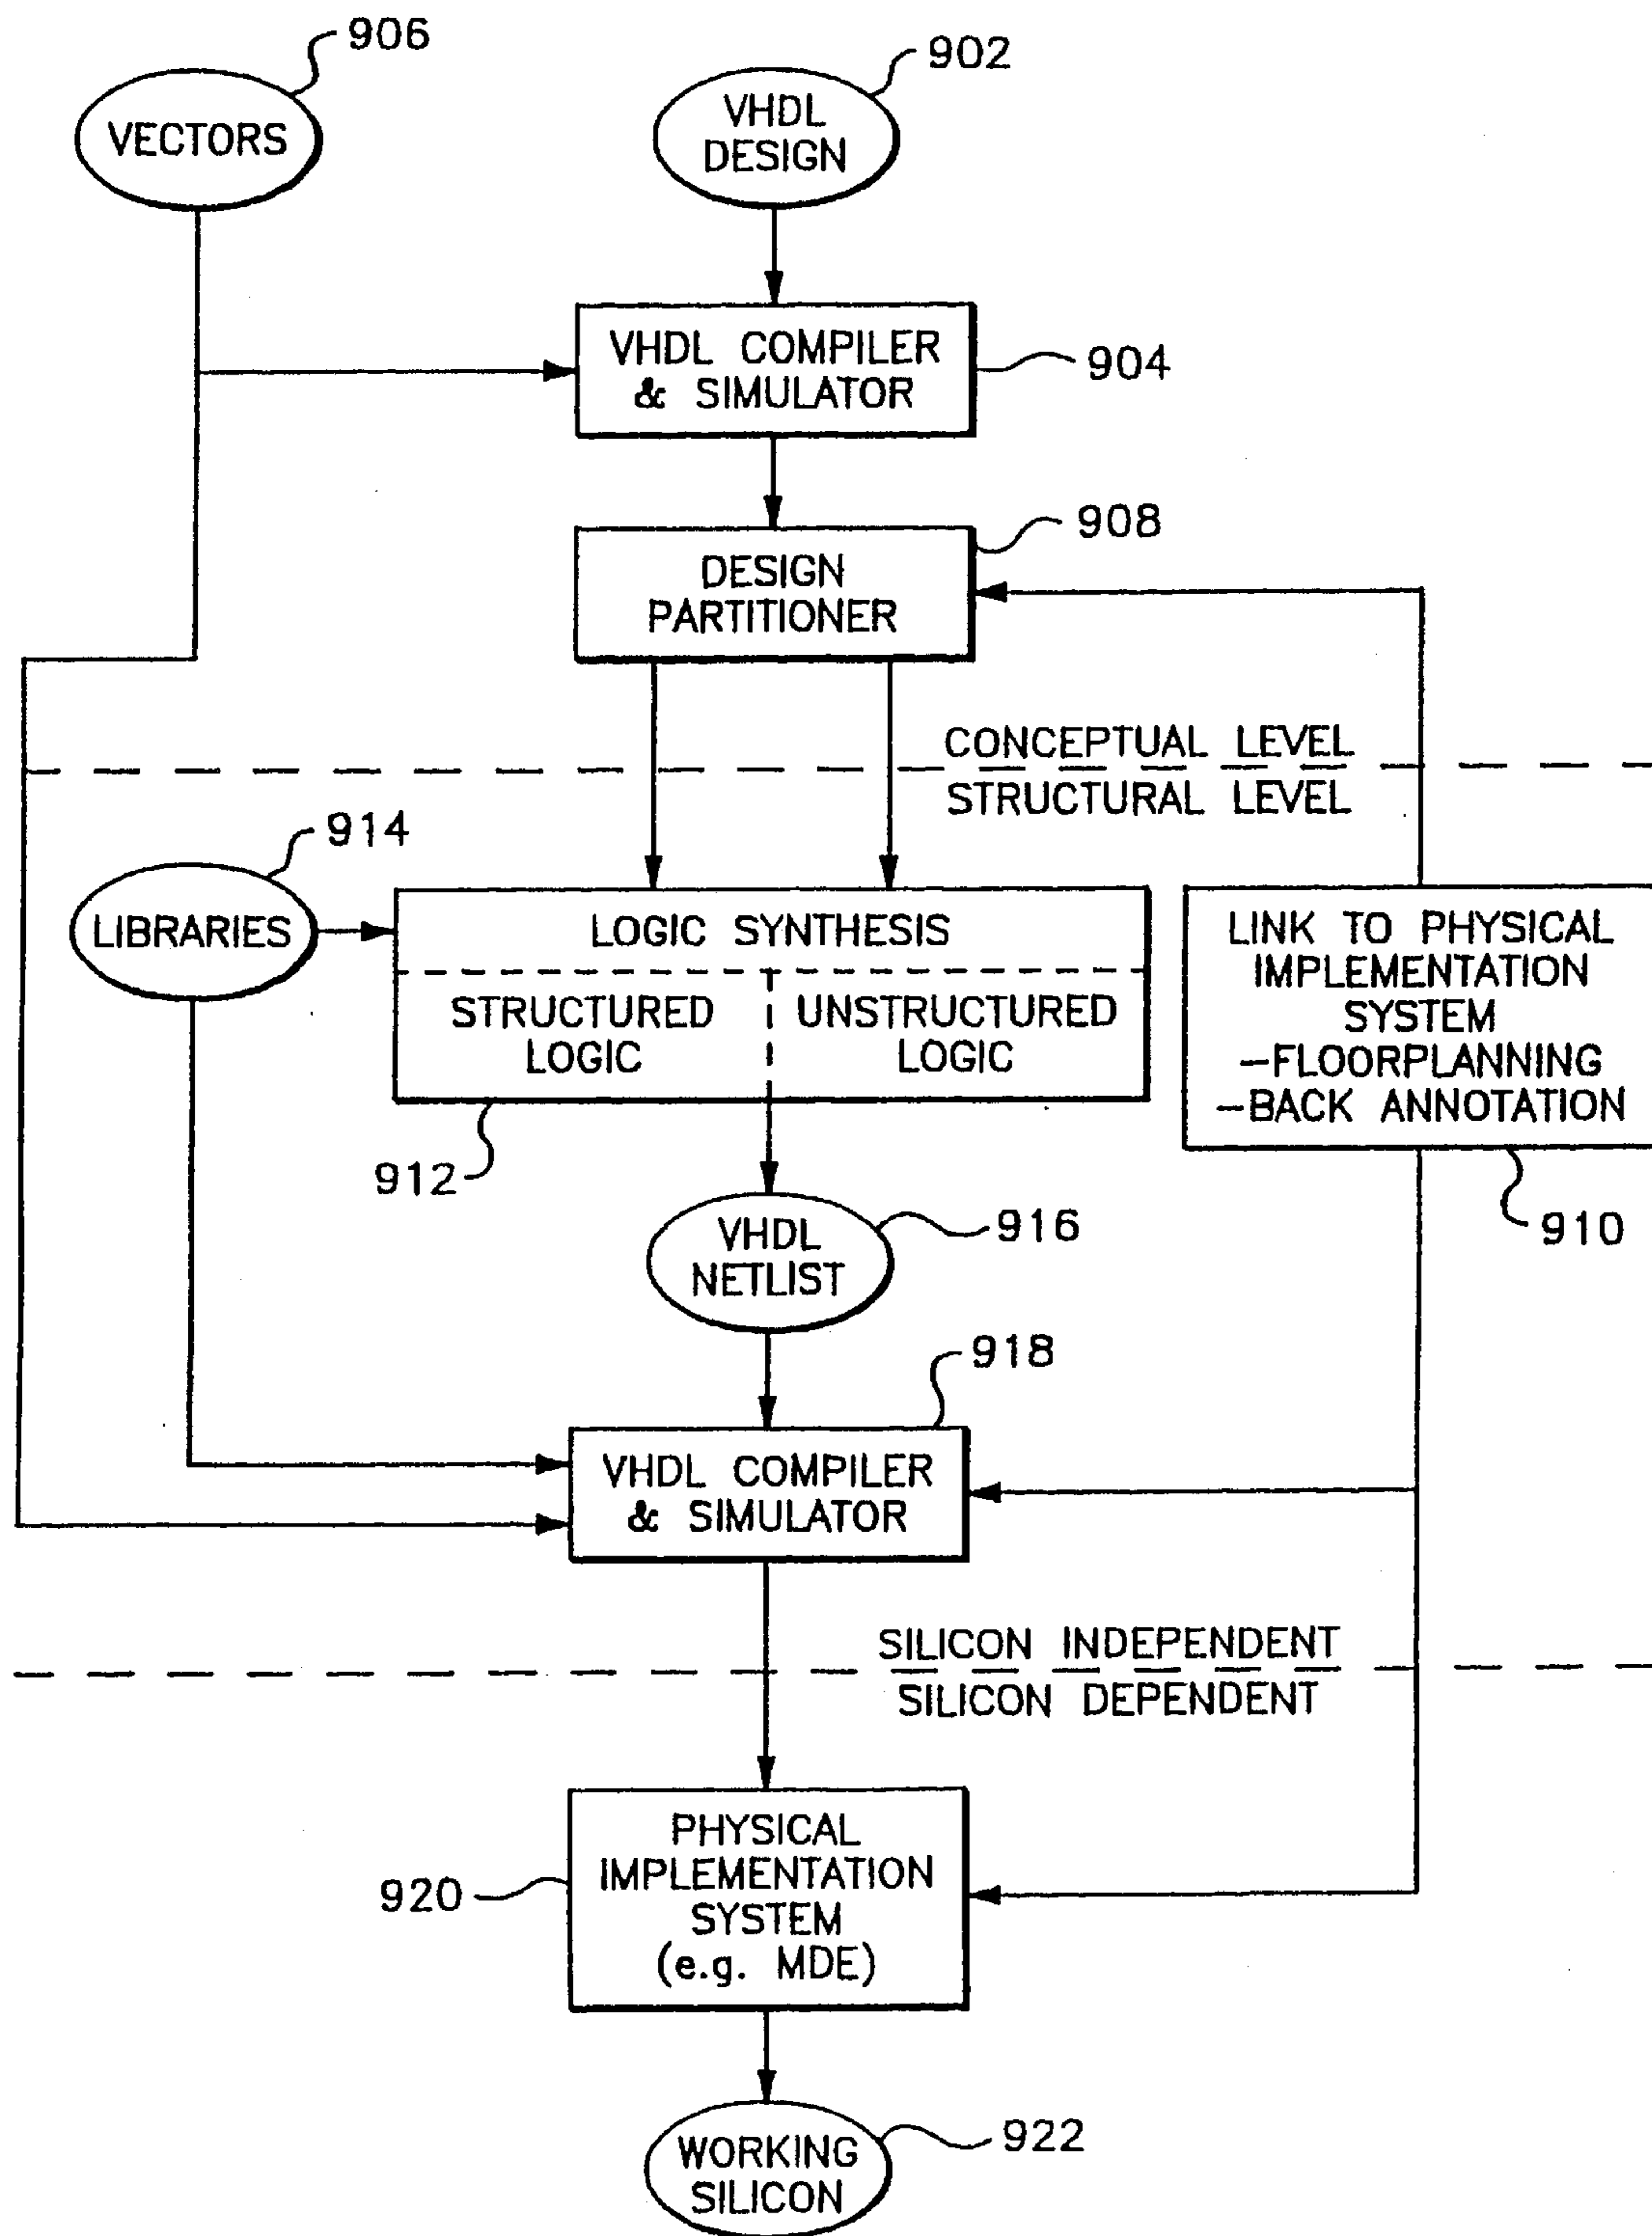 906
902
VECTORS
VHDL
DESIGN
VHDL COMPILER
& SIMULATOR
904
908
DESIGN
PARTITIONER
CONCEPTUAL LEVEL
STRUCTURAL LEVEL
914
LIBRARIES
LOGIC SYNTHESIS
STRUCTURED
LOGIC
UNSTRUCTURED
LOGIC
LINK TO PHYSICAL
IMPLEMENTATION
SYSTEM
-FLOORPLANNING
-BACK ANNOTATION
912
910
916
VHDL
NETLIST
918
VHDL COMPILER
& SIMULATOR
SILICON INDEPENDENT
SILICON DEPENDENT
920
PHYSICAL
IMPLEMENTATION
SYSTEM
(e.g. MDE)
922
WORKING
SILICON